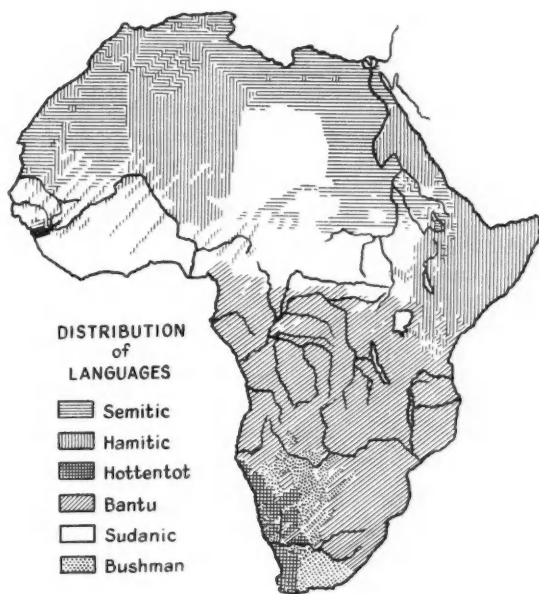 DISTRIBUTION
of
LANGUAGES
Semitic
Hamitic
Hottentot
Bantu
Sudanic
Bushman